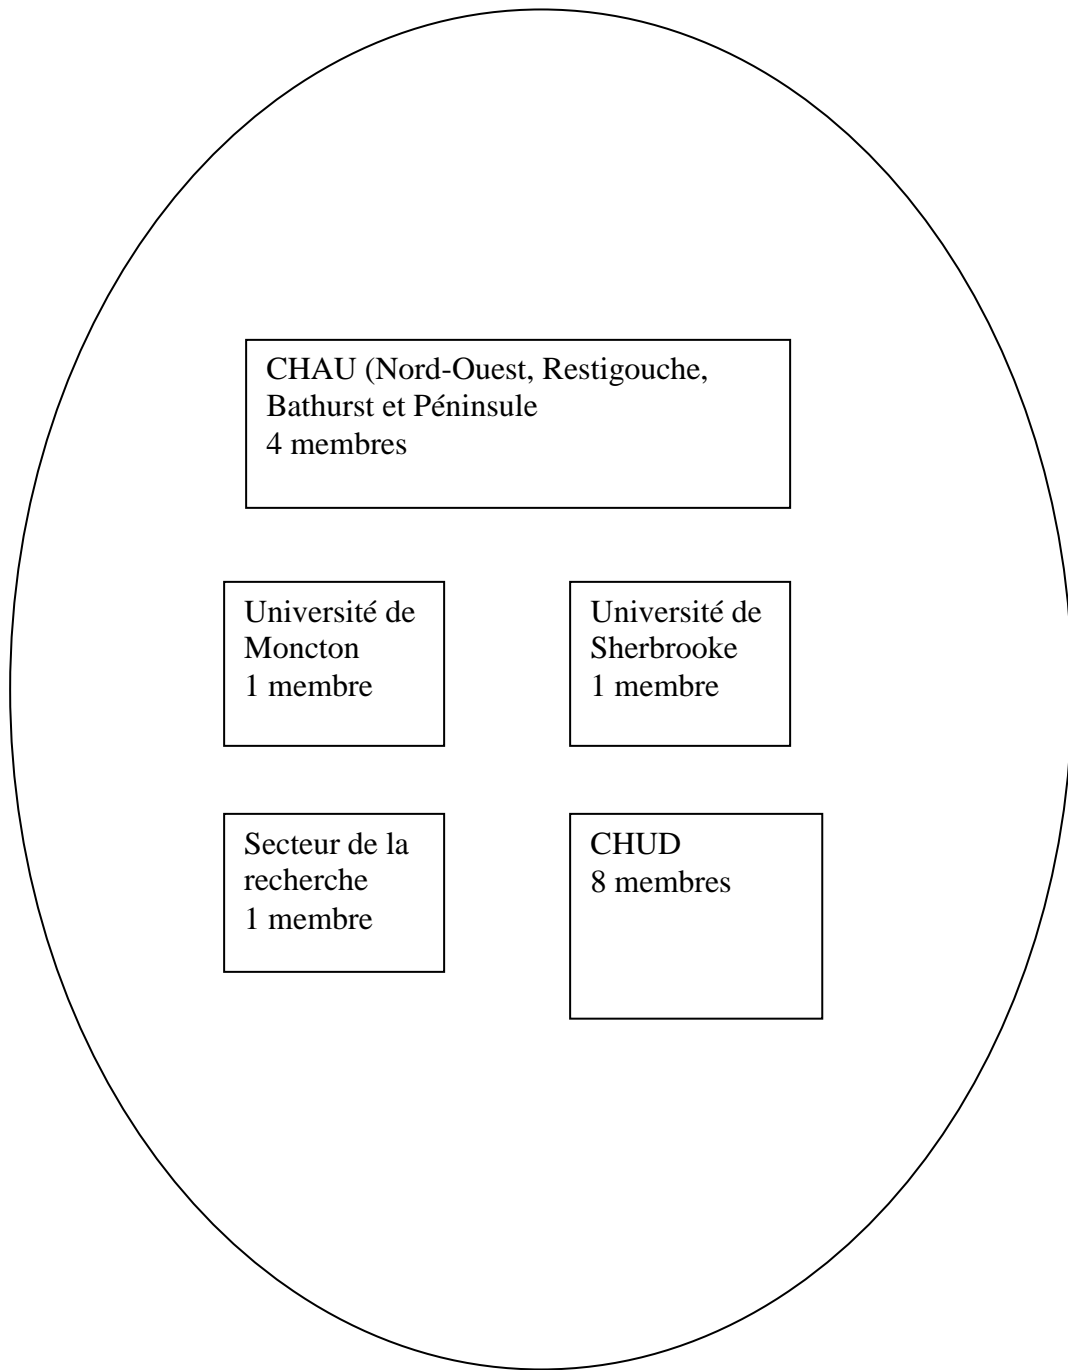 CHAU (Nord-Ouest, Restigouche,
Bathurst et Péninsule
4 membres
Université de
Moncton
1 membre
Université de
Sherbrooke
1 membre
Secteur de la
recherche
1 membre
CHUD
8 membres